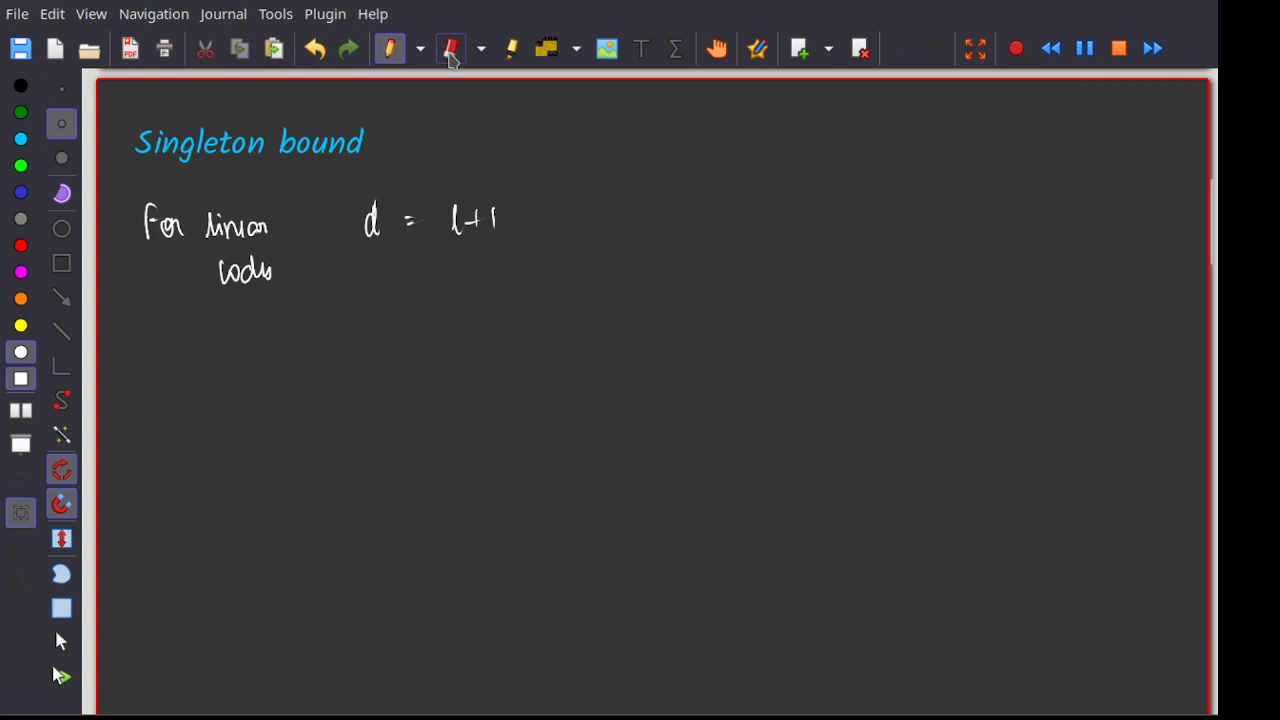 File Edit View Navigation Journal Tools Plugin Help
Singleton bound
For linear d = l+1
codes